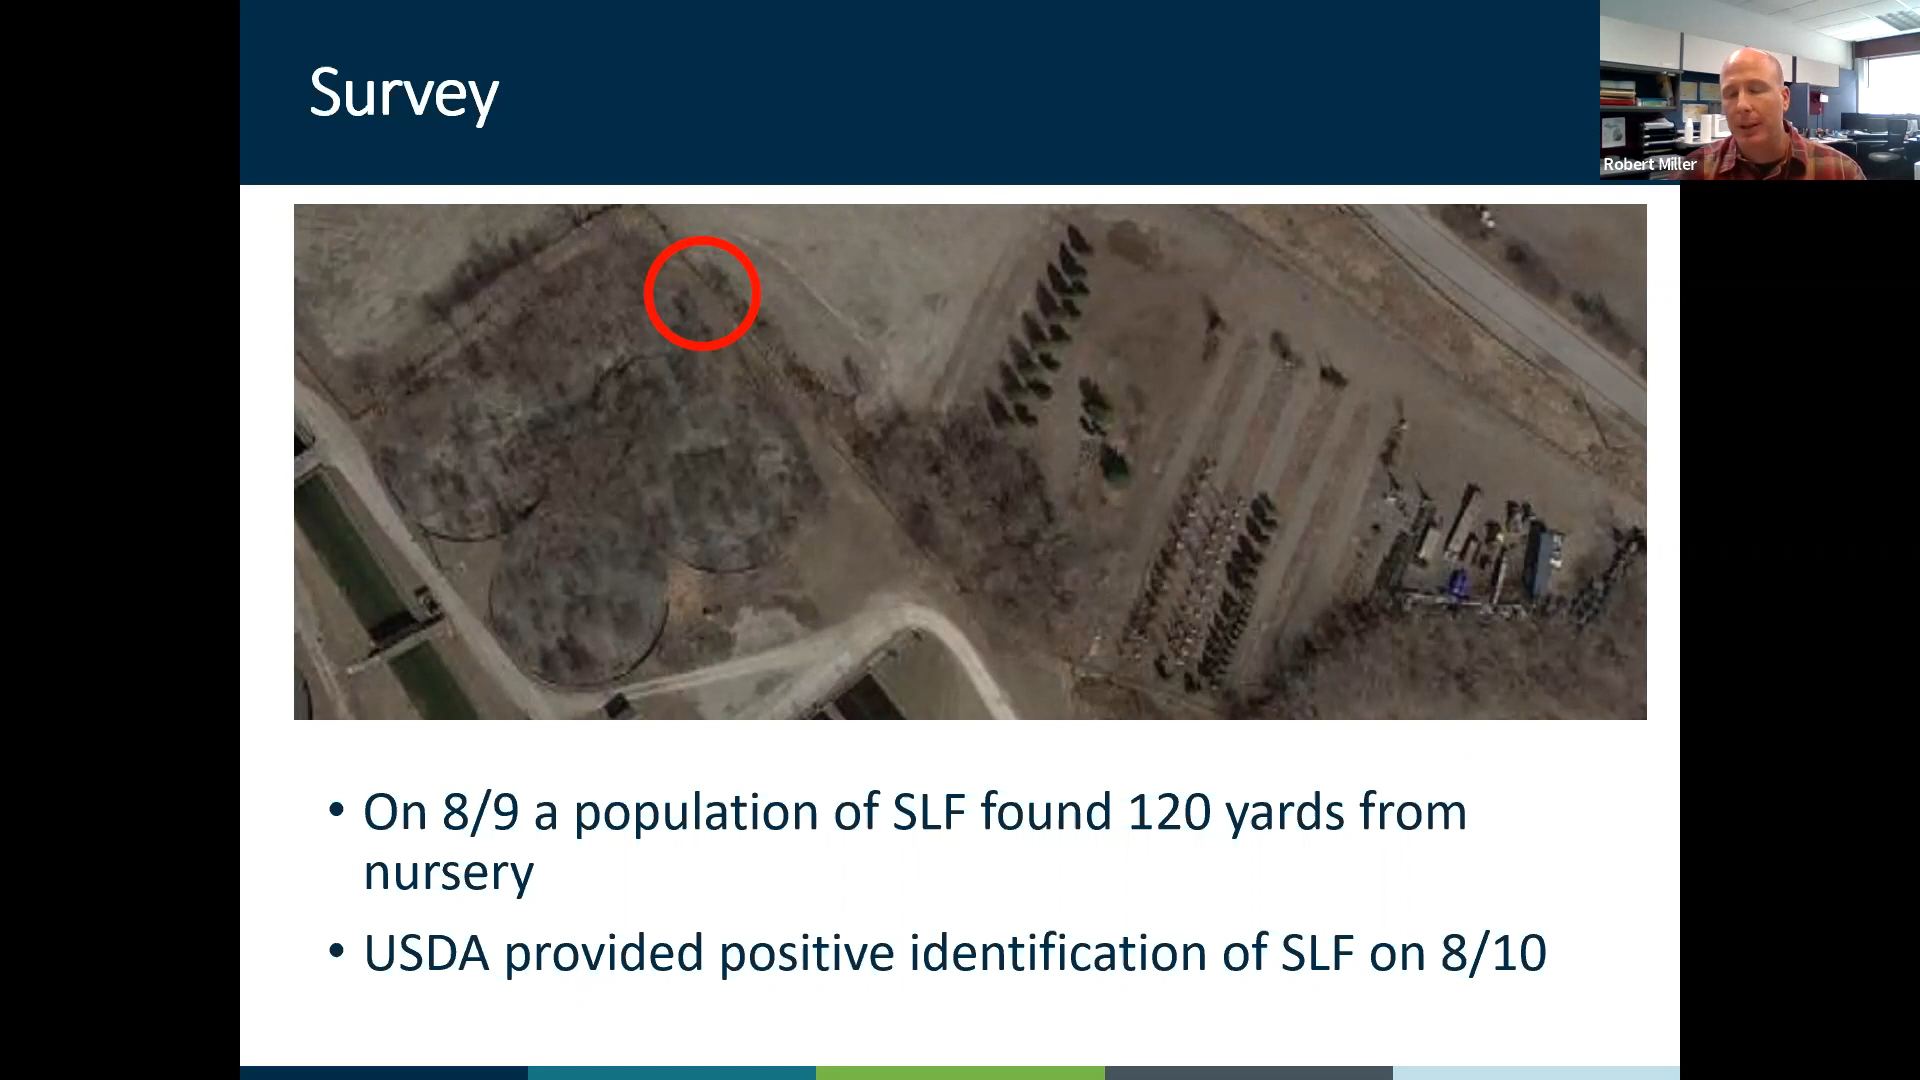 Survey
Robert Miller
• On 8/9 a population of SLF found 120 yards from
nursery
• USDA provided positive identification of SLF on 8/10